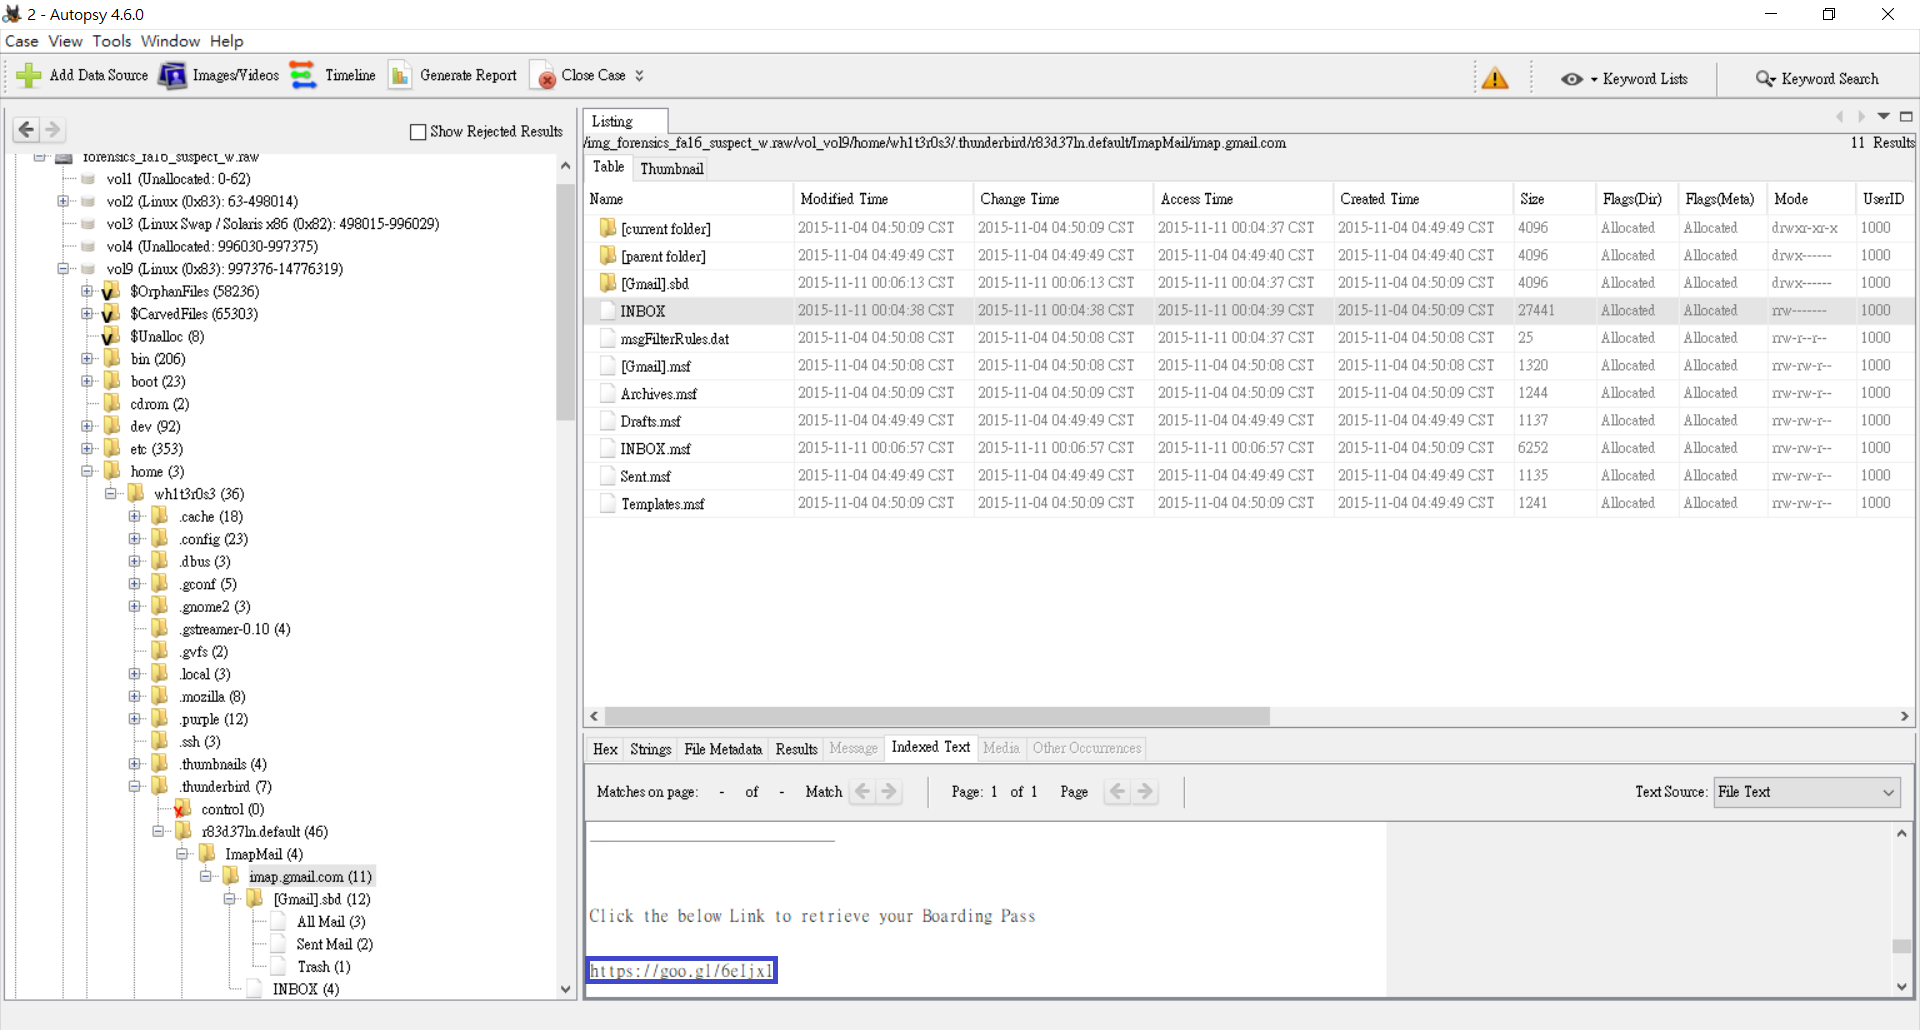 2 - Autopsy 4.6.0
Case View Tools Window Help
Add Data Source Images/Videos Timeline Generate Report Close Case Keyword Lists Keyword Search
Show Rejected Results
forensics_fa16_suspect_w.raw
vol1 (Unallocated: 0-62)
vol2 (Linux (0x83): 63-498014)
vol3 (Linux Swap / Solaris x86 (0x82): 498015-996029)
vol4 (Unallocated: 996030-997375)
vol9 (Linux (0x83): 997376-14776319)
$OrphanFiles (58236)
$CarvedFiles (65303)
$Unalloc (8)
bin (206)
boot (23)
cdrom (2)
dev (92)
etc (353)
home (3)
wh1t3r0s3 (36)
.cache (18)
.config (23)
.dbus (3)
.gconf (5)
.gnome2 (3)
.gstreamer-0.10 (4)
.gvfs (2)
.local (3)
.mozilla (8)
.purple (12)
.ssh (3)
.thumbnails (4)
.thunderbird (7)
control (0)
r83d37ln.default (46)
ImapMail (4)
imap.gmail.com (11)
[Gmail].sbd (12)
All Mail (3)
Sent Mail (2)
Trash (1)
INBOX (4)
Listing
/img_forensics_fa16_suspect_w.raw/vol_vol9/home/wh1t3r0s3/.thunderbird/r83d37ln.default/ImapMail/imap.gmail.com 11 Results
Table Thumbnail
Name Modified Time Change Time Access Time Created Time Size Flags(Dir) Flags(Meta) Mode UserID
[current folder] 2015-11-04 04:50:09 CST 2015-11-04 04:50:09 CST 2015-11-11 00:04:37 CST 2015-11-04 04:49:49 CST 4096 Allocated Allocated drwxr-xr-x 1000
[parent folder] 2015-11-04 04:49:49 CST 2015-11-04 04:49:49 CST 2015-11-04 04:49:40 CST 2015-11-04 04:49:40 CST 4096 Allocated Allocated drwx------ 1000
[Gmail].sbd 2015-11-11 00:06:13 CST 2015-11-11 00:06:13 CST 2015-11-11 00:04:37 CST 2015-11-04 04:50:09 CST 4096 Allocated Allocated drwx------ 1000
INBOX 2015-11-11 00:04:38 CST 2015-11-11 00:04:38 CST 2015-11-11 00:04:39 CST 2015-11-04 04:50:09 CST 27441 Allocated Allocated rrw------- 1000
msgFilterRules.dat 2015-11-04 04:50:08 CST 2015-11-04 04:50:08 CST 2015-11-11 00:04:37 CST 2015-11-04 04:50:08 CST 25 Allocated Allocated rrw-r--r-- 1000
[Gmail].msf 2015-11-04 04:50:08 CST 2015-11-04 04:50:08 CST 2015-11-04 04:50:08 CST 2015-11-04 04:50:08 CST 1320 Allocated Allocated rrw-rw-r-- 1000
Archives.msf 2015-11-04 04:50:09 CST 2015-11-04 04:50:09 CST 2015-11-04 04:50:09 CST 2015-11-04 04:49:49 CST 1244 Allocated Allocated rrw-rw-r-- 1000
Drafts.msf 2015-11-04 04:49:49 CST 2015-11-04 04:49:49 CST 2015-11-04 04:49:49 CST 2015-11-04 04:49:49 CST 1137 Allocated Allocated rrw-rw-r-- 1000
INBOX.msf 2015-11-11 00:06:57 CST 2015-11-11 00:06:57 CST 2015-11-11 00:06:57 CST 2015-11-04 04:50:09 CST 6252 Allocated Allocated rrw-rw-r-- 1000
Sent.msf 2015-11-04 04:49:49 CST 2015-11-04 04:49:49 CST 2015-11-04 04:49:49 CST 2015-11-04 04:49:49 CST 1135 Allocated Allocated rrw-rw-r-- 1000
Templates.msf 2015-11-04 04:50:09 CST 2015-11-04 04:50:09 CST 2015-11-04 04:50:09 CST 2015-11-04 04:49:49 CST 1241 Allocated Allocated rrw-rw-r-- 1000
Hex Strings File Metadata Results Message Indexed Text Media Other Occurrences
Matches on page: - of - Match Page: 1 of 1 Page Text Source: File Text
Click the below Link to retrieve your Boarding Pass
https://goo.gl/6eIjxl